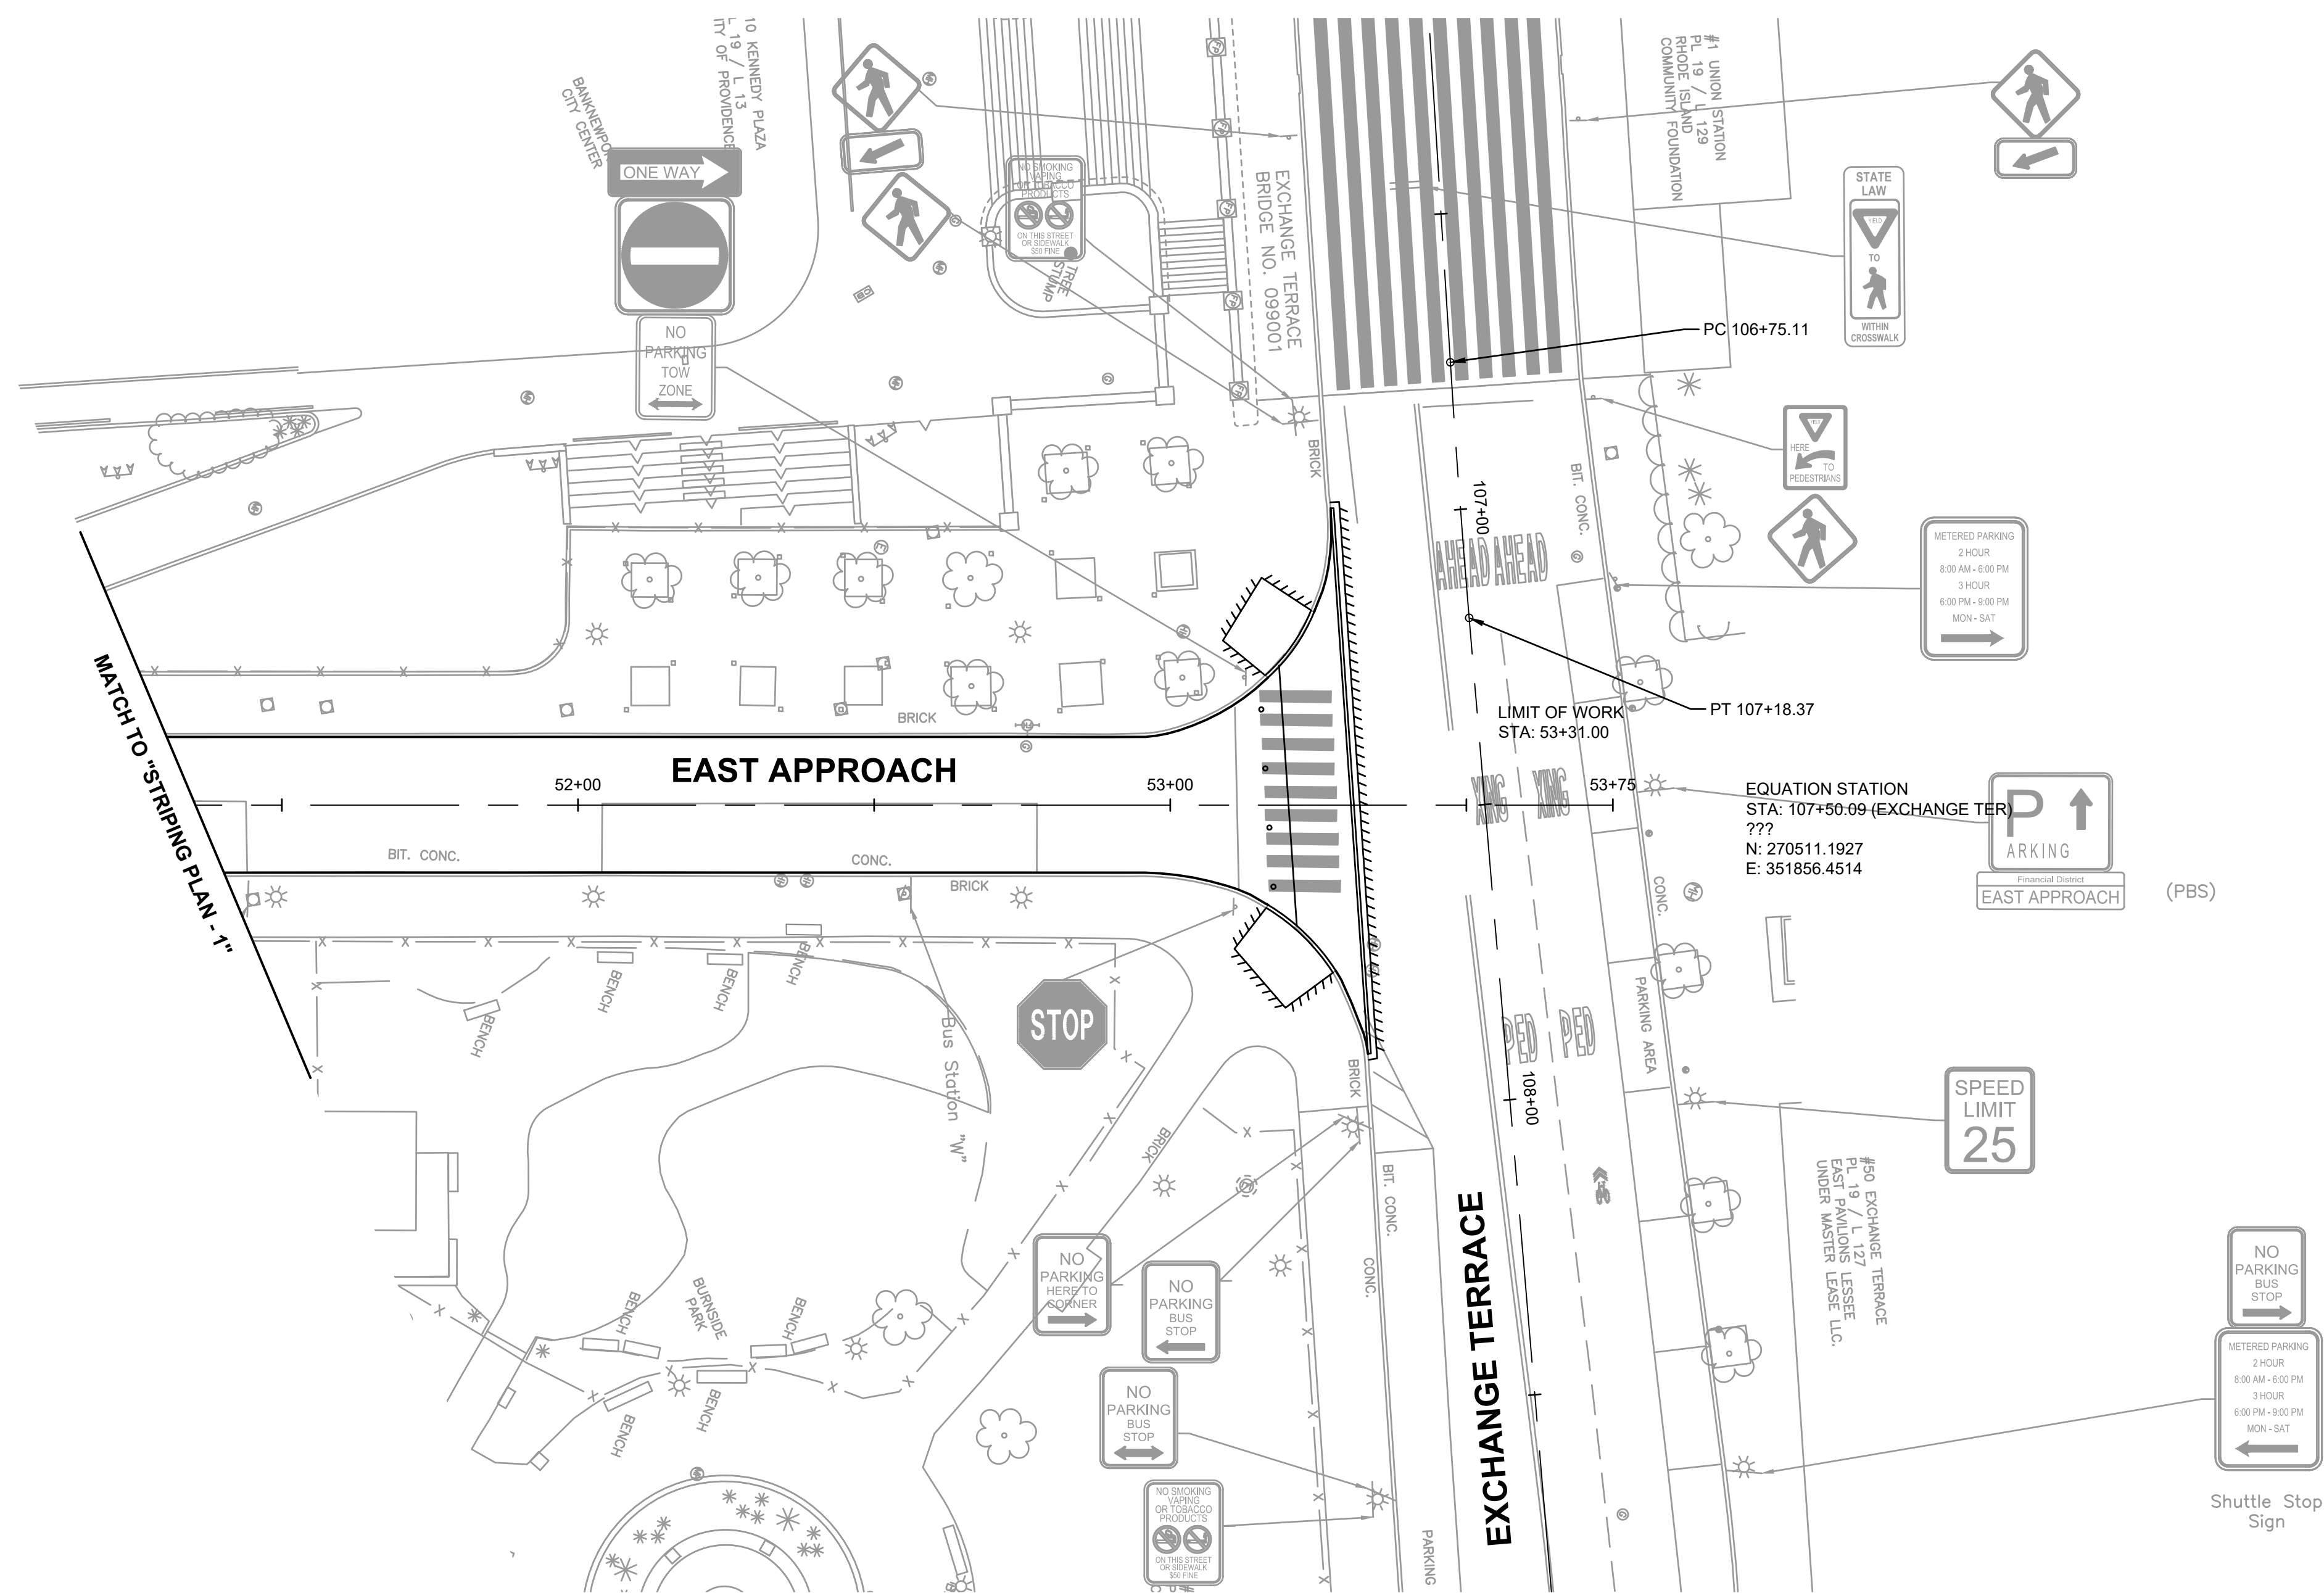 10 KENNEDY PLAZA
L 19 / L 13
TY OF PROVIDENCE
BANKNEWPOR
CITY CENTER
ONE WAY
NO
PARKING
TOW
ZONE
NO SMOKING
VAPING
OR TOBACCO
PRODUCTS
ON THIS STREET
OR SIDEWALK
$50 FINE
TREE
STUMP
EXCHANGE TERRACE
BRIDGE NO. 099001
#1 UNION STATION
PL 19 / L 129
RHODE ISLAND
COMMUNITY FOUNDATION
STATE
LAW
YIELD
TO
WITHIN
CROSSWALK
PC 106+75.11
YIELD
HERE
TO
PEDESTRIANS
METERED PARKING
2 HOUR
8:00 AM - 6:00 PM
3 HOUR
6:00 PM - 9:00 PM
MON - SAT
BRICK
BIT. CONC.
107+00
AHEAD AHEAD
PT 107+18.37
LIMIT OF WORK
STA: 53+31.00
MATCH TO "STRIPING PLAN - 1"
BRICK
EAST APPROACH
52+00
53+00
53+75
XING XING
EQUATION STATION
STA: 107+50.09 (EXCHANGE TER)
???
N: 270511.1927
E: 351856.4514
P
ARKING
Financial District
EAST APPROACH
(PBS)
BIT. CONC.
CONC.
BRICK
CONC.
PARKING AREA
BENCH
BENCH
BENCH
BENCH
Bus Station "W"
STOP
PED PED
108+00
BRICK
BRICK
SPEED
LIMIT
25
#50 EXCHANGE TERRACE
PL 19 / L 127
EAST PAVILIONS LESSEE
UNDER MASTER LEASE LLC.
BIT. CONC.
CONC.
PARKING
EXCHANGE TERRACE
NO
PARKING
HERE TO
CORNER
NO
PARKING
BUS
STOP
NO
PARKING
BUS
STOP
NO SMOKING
VAPING
OR TOBACCO
PRODUCTS
ON THIS STREET
OR SIDEWALK
$50 FINE
BURNSIDE
PARK
BENCH
BENCH
BENCH
BENCH
NO
PARKING
BUS
STOP
METERED PARKING
2 HOUR
8:00 AM - 6:00 PM
3 HOUR
6:00 PM - 9:00 PM
MON - SAT
Shuttle Stop
Sign